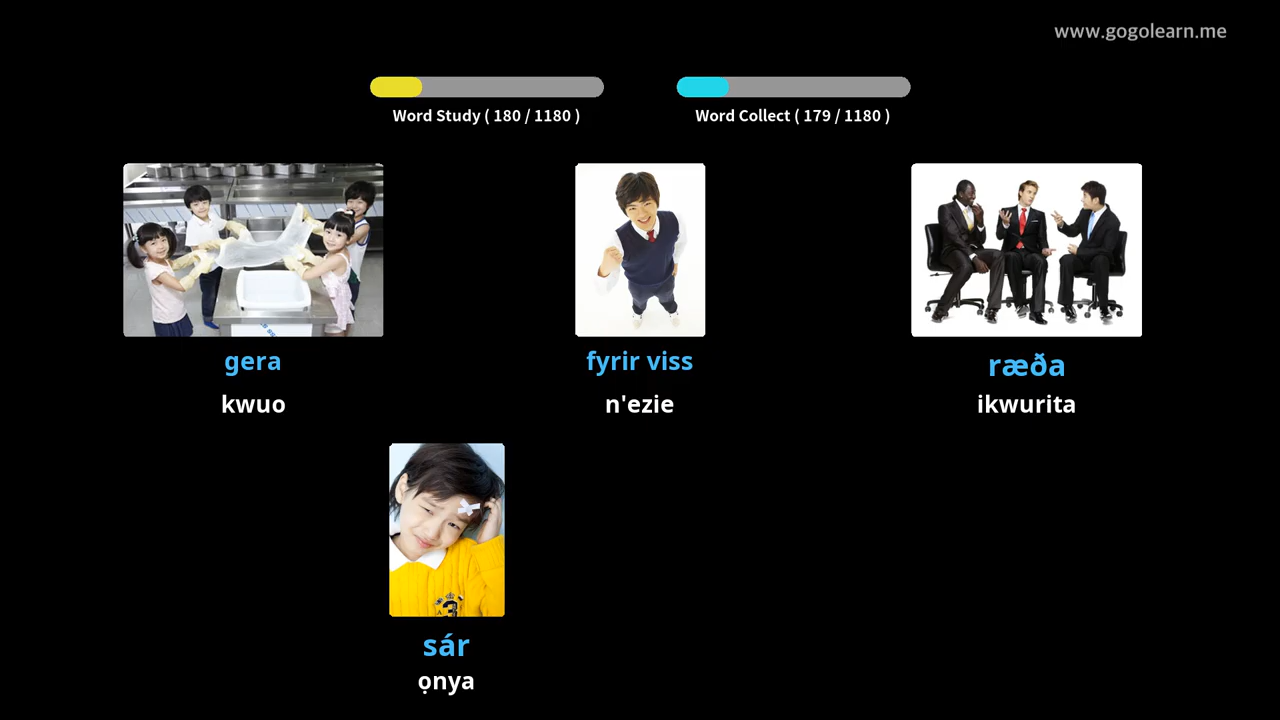 www.gogolearn.me
Word Study ( 180 / 1180 )
Word Collect ( 179 / 1180 )
gera
kwuo
fyrir viss
n'ezie
ræða
ikwurita
3
sár
ọnya